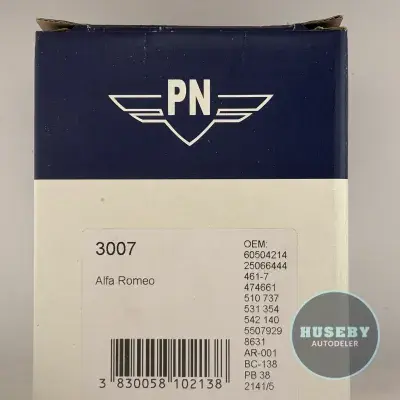 PN
3007
Alfa Romeo
OEM:
60504214
25066444
461-7
474661
510 737
531 354
542 140
5507929
8631
AR-001
BC-138
PB 38
2141/5
3 830058 102138
HUSEBY
AUTODELER